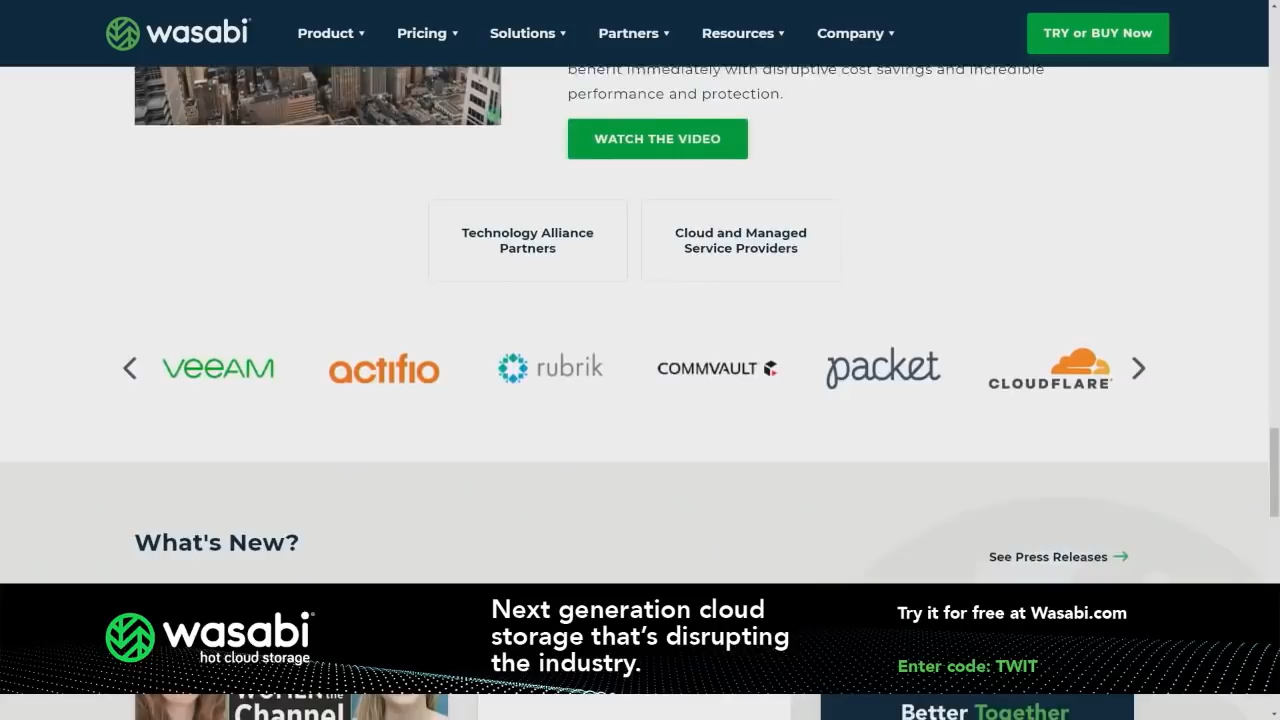 wasabi
Product ▾ Pricing ▾ Solutions ▾ Partners ▾ Resources ▾ Company ▾
TRY or BUY Now
benefit immediately with disruptive cost savings and incredible
performance and protection.
WATCH THE VIDEO
Technology Alliance
Partners
Cloud and Managed
Service Providers
veeAM
actifio
rubrik
COMMVAULT
packet
CLOUDFLARE
What's New?
See Press Releases
wasabi
hot cloud storage
Next generation cloud
storage that's disrupting
the industry.
Try it for free at Wasabi.com
Enter code: TWIT
WOMEN in the
Channel
Better Together